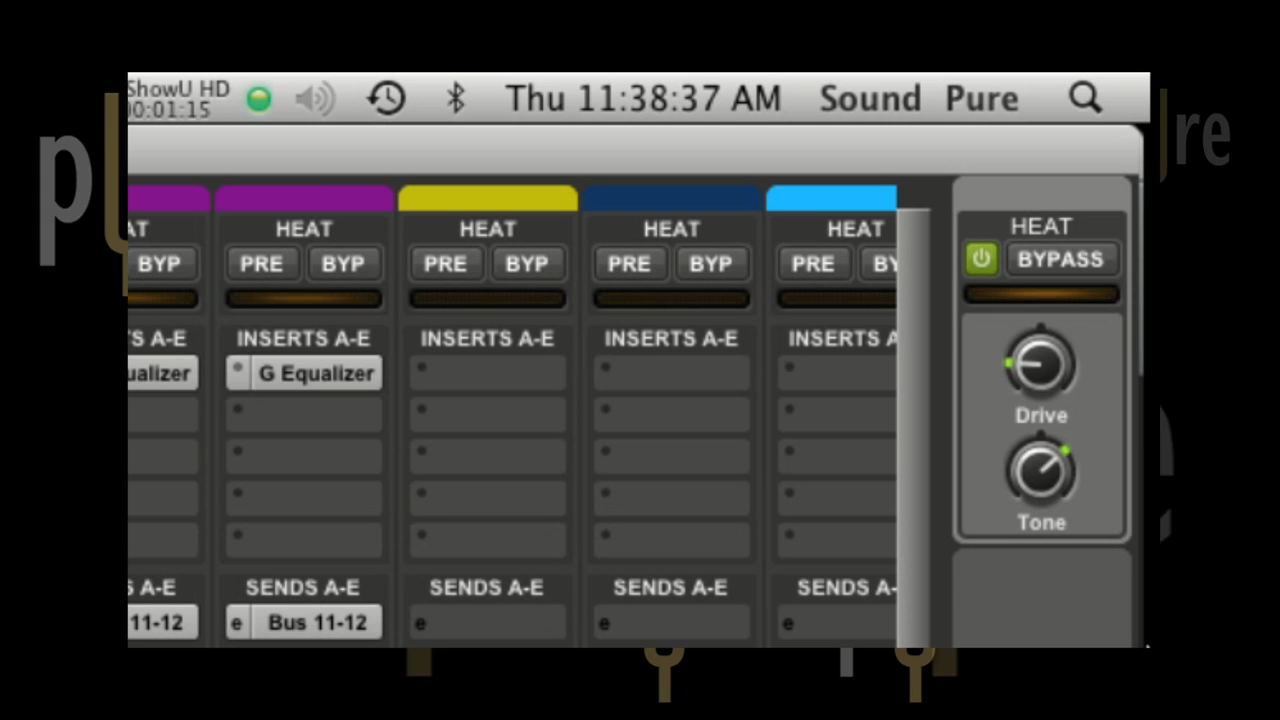 ShowU HD
00:01:15
Thu 11:38:37 AM Sound Pure
HEAT HEAT HEAT HEAT HEAT
BYP PRE BYP PRE BYP PRE BYP PRE BYPASS
INSERTS A-E INSERTS A-E INSERTS A-E
G Equalizer
Drive
Tone
SENDS A-E SENDS A-E SENDS A-E
11-12 e Bus 11-12 e e e